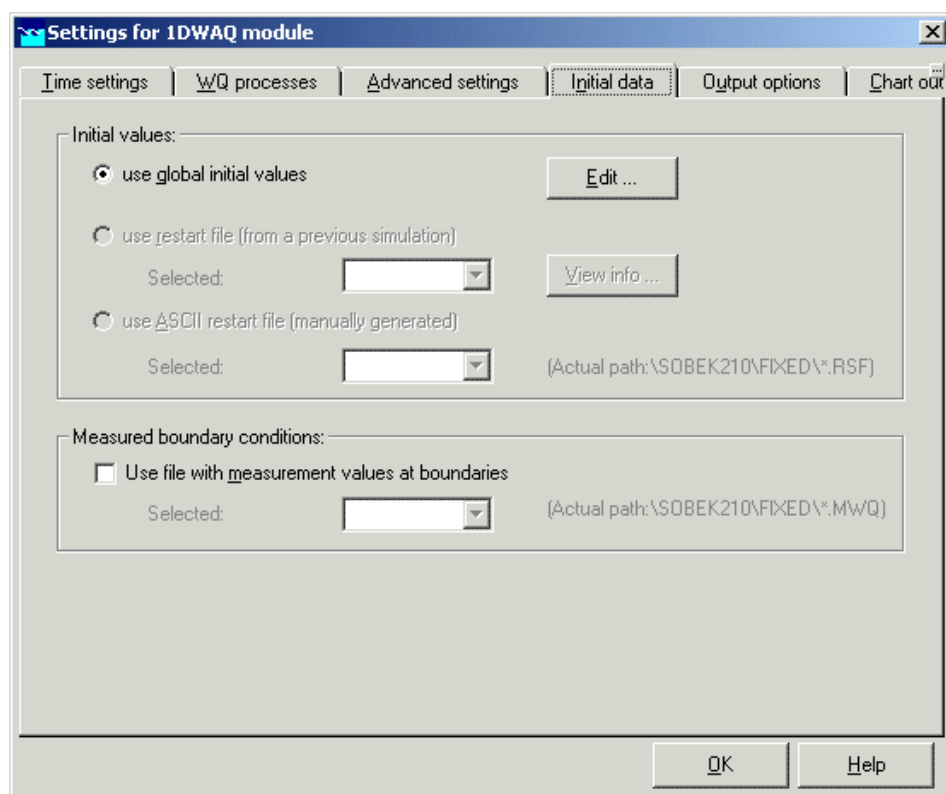 Settings for 1DWAQ module
Time settings WQ processes Advanced settings Initial data Output options Chart out
Initial values:
use global initial values Edit ...
use restart file (from a previous simulation)
Selected: View info ...
use ASCII restart file (manually generated)
Selected: (Actual path:\SOBEK210\FIXED\*.RSF)
Measured boundary conditions:
Use file with measurement values at boundaries
Selected: (Actual path:\SOBEK210\FIXED\*.MWQ)
OK Help